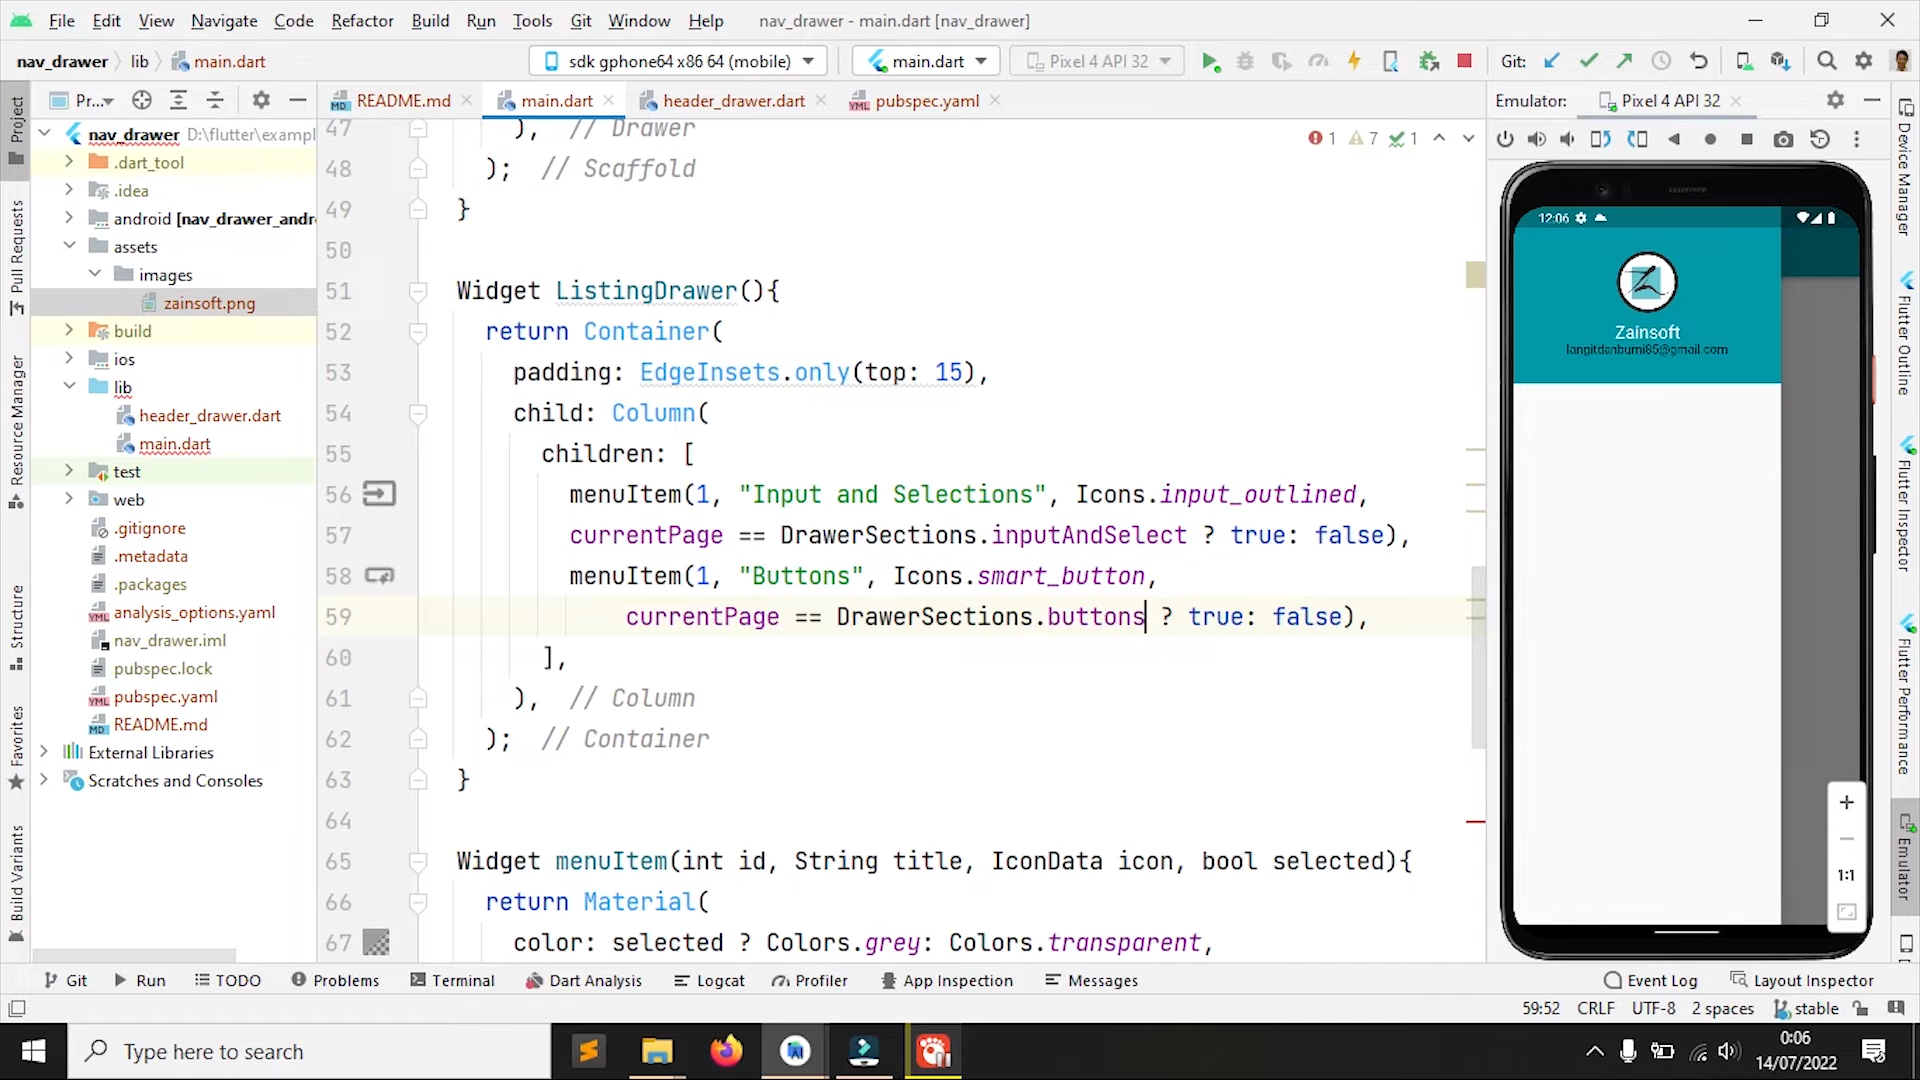 File Edit View Navigate Code Refactor Build Run Tools Git Window Help nav_drawer - main.dart [nav_drawer]
nav_drawer lib main.dart sdk gphone64 x86 64 (mobile) main.dart Pixel 4 API 32 Git:
Pr... README.md main.dart header_drawer.dart pubspec.yaml Emulator: Pixel 4 API 32
Project
Pull Requests
Resource Manager
Structure
Favorites
Build Variants
nav_drawer D:\flutter\exampl
.dart_tool
.idea
android [nav_drawer_andr
assets
images
zainsoft.png
build
ios
lib
header_drawer.dart
main.dart
test
web
.gitignore
.metadata
.packages
analysis_options.yaml
nav_drawer.iml
pubspec.lock
pubspec.yaml
README.md
External Libraries
Scratches and Consoles
1 7 1
47 ), // Drawer
48 ); // Scaffold
49 }
50
51 Widget ListingDrawer(){
52 return Container(
53 padding: EdgeInsets.only(top: 15),
54 child: Column(
55 children: [
56 menuItem(1, "Input and Selections", Icons.input_outlined,
57 currentPage == DrawerSections.inputAndSelect ? true: false),
58 menuItem(1, "Buttons", Icons.smart_button,
59 currentPage == DrawerSections.buttons ? true: false),
60 ],
61 ), // Column
62 ); // Container
63 }
64
65 Widget menuItem(int id, String title, IconData icon, bool selected){
66 return Material(
67 color: selected ? Colors.grey: Colors.transparent,
12:06
Zainsoft
langitdanbumi85@gmail.com
1:1
Device Manager
Flutter Outline
Flutter Inspector
Flutter Performance
Emulator
Git Run TODO Problems Terminal Dart Analysis Logcat Profiler App Inspection Messages Event Log Layout Inspector
59:52 CRLF UTF-8 2 spaces stable
Type here to search
0:06
14/07/2022